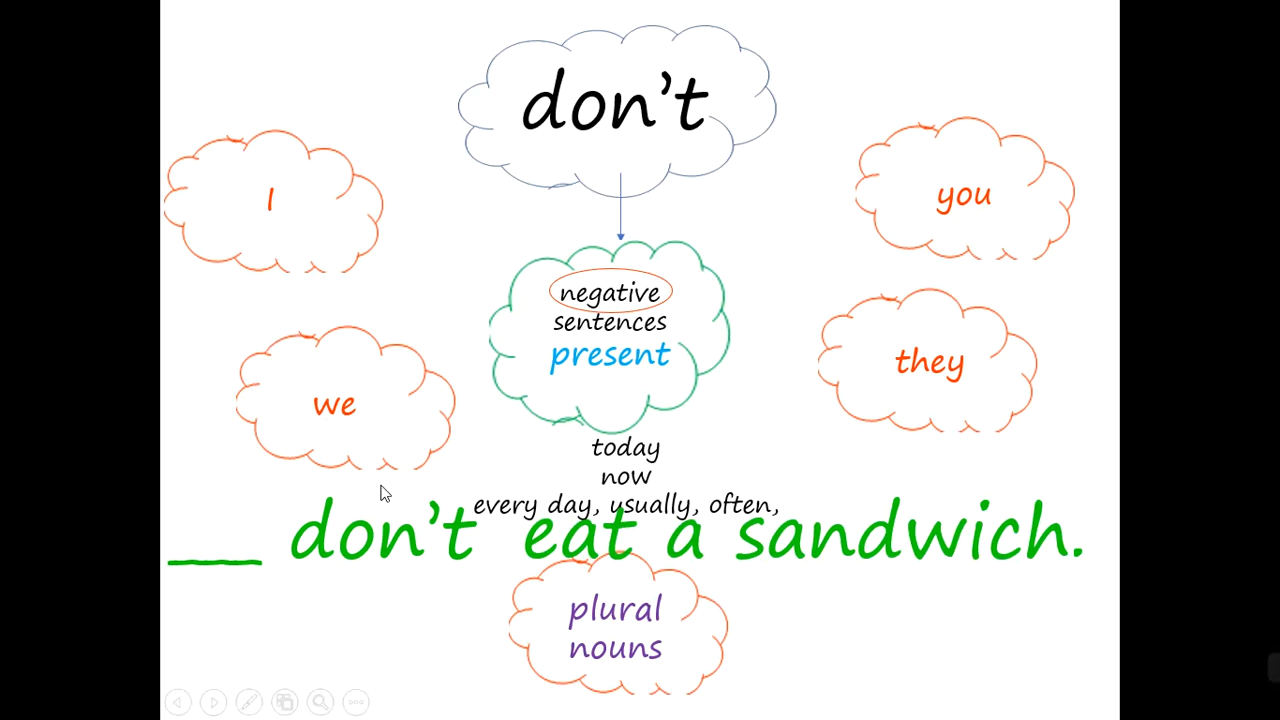 don't
I
you
negative
sentences
present
they
we
today
now
every day, usually, often,
___ don't eat a sandwich.
plural
nouns